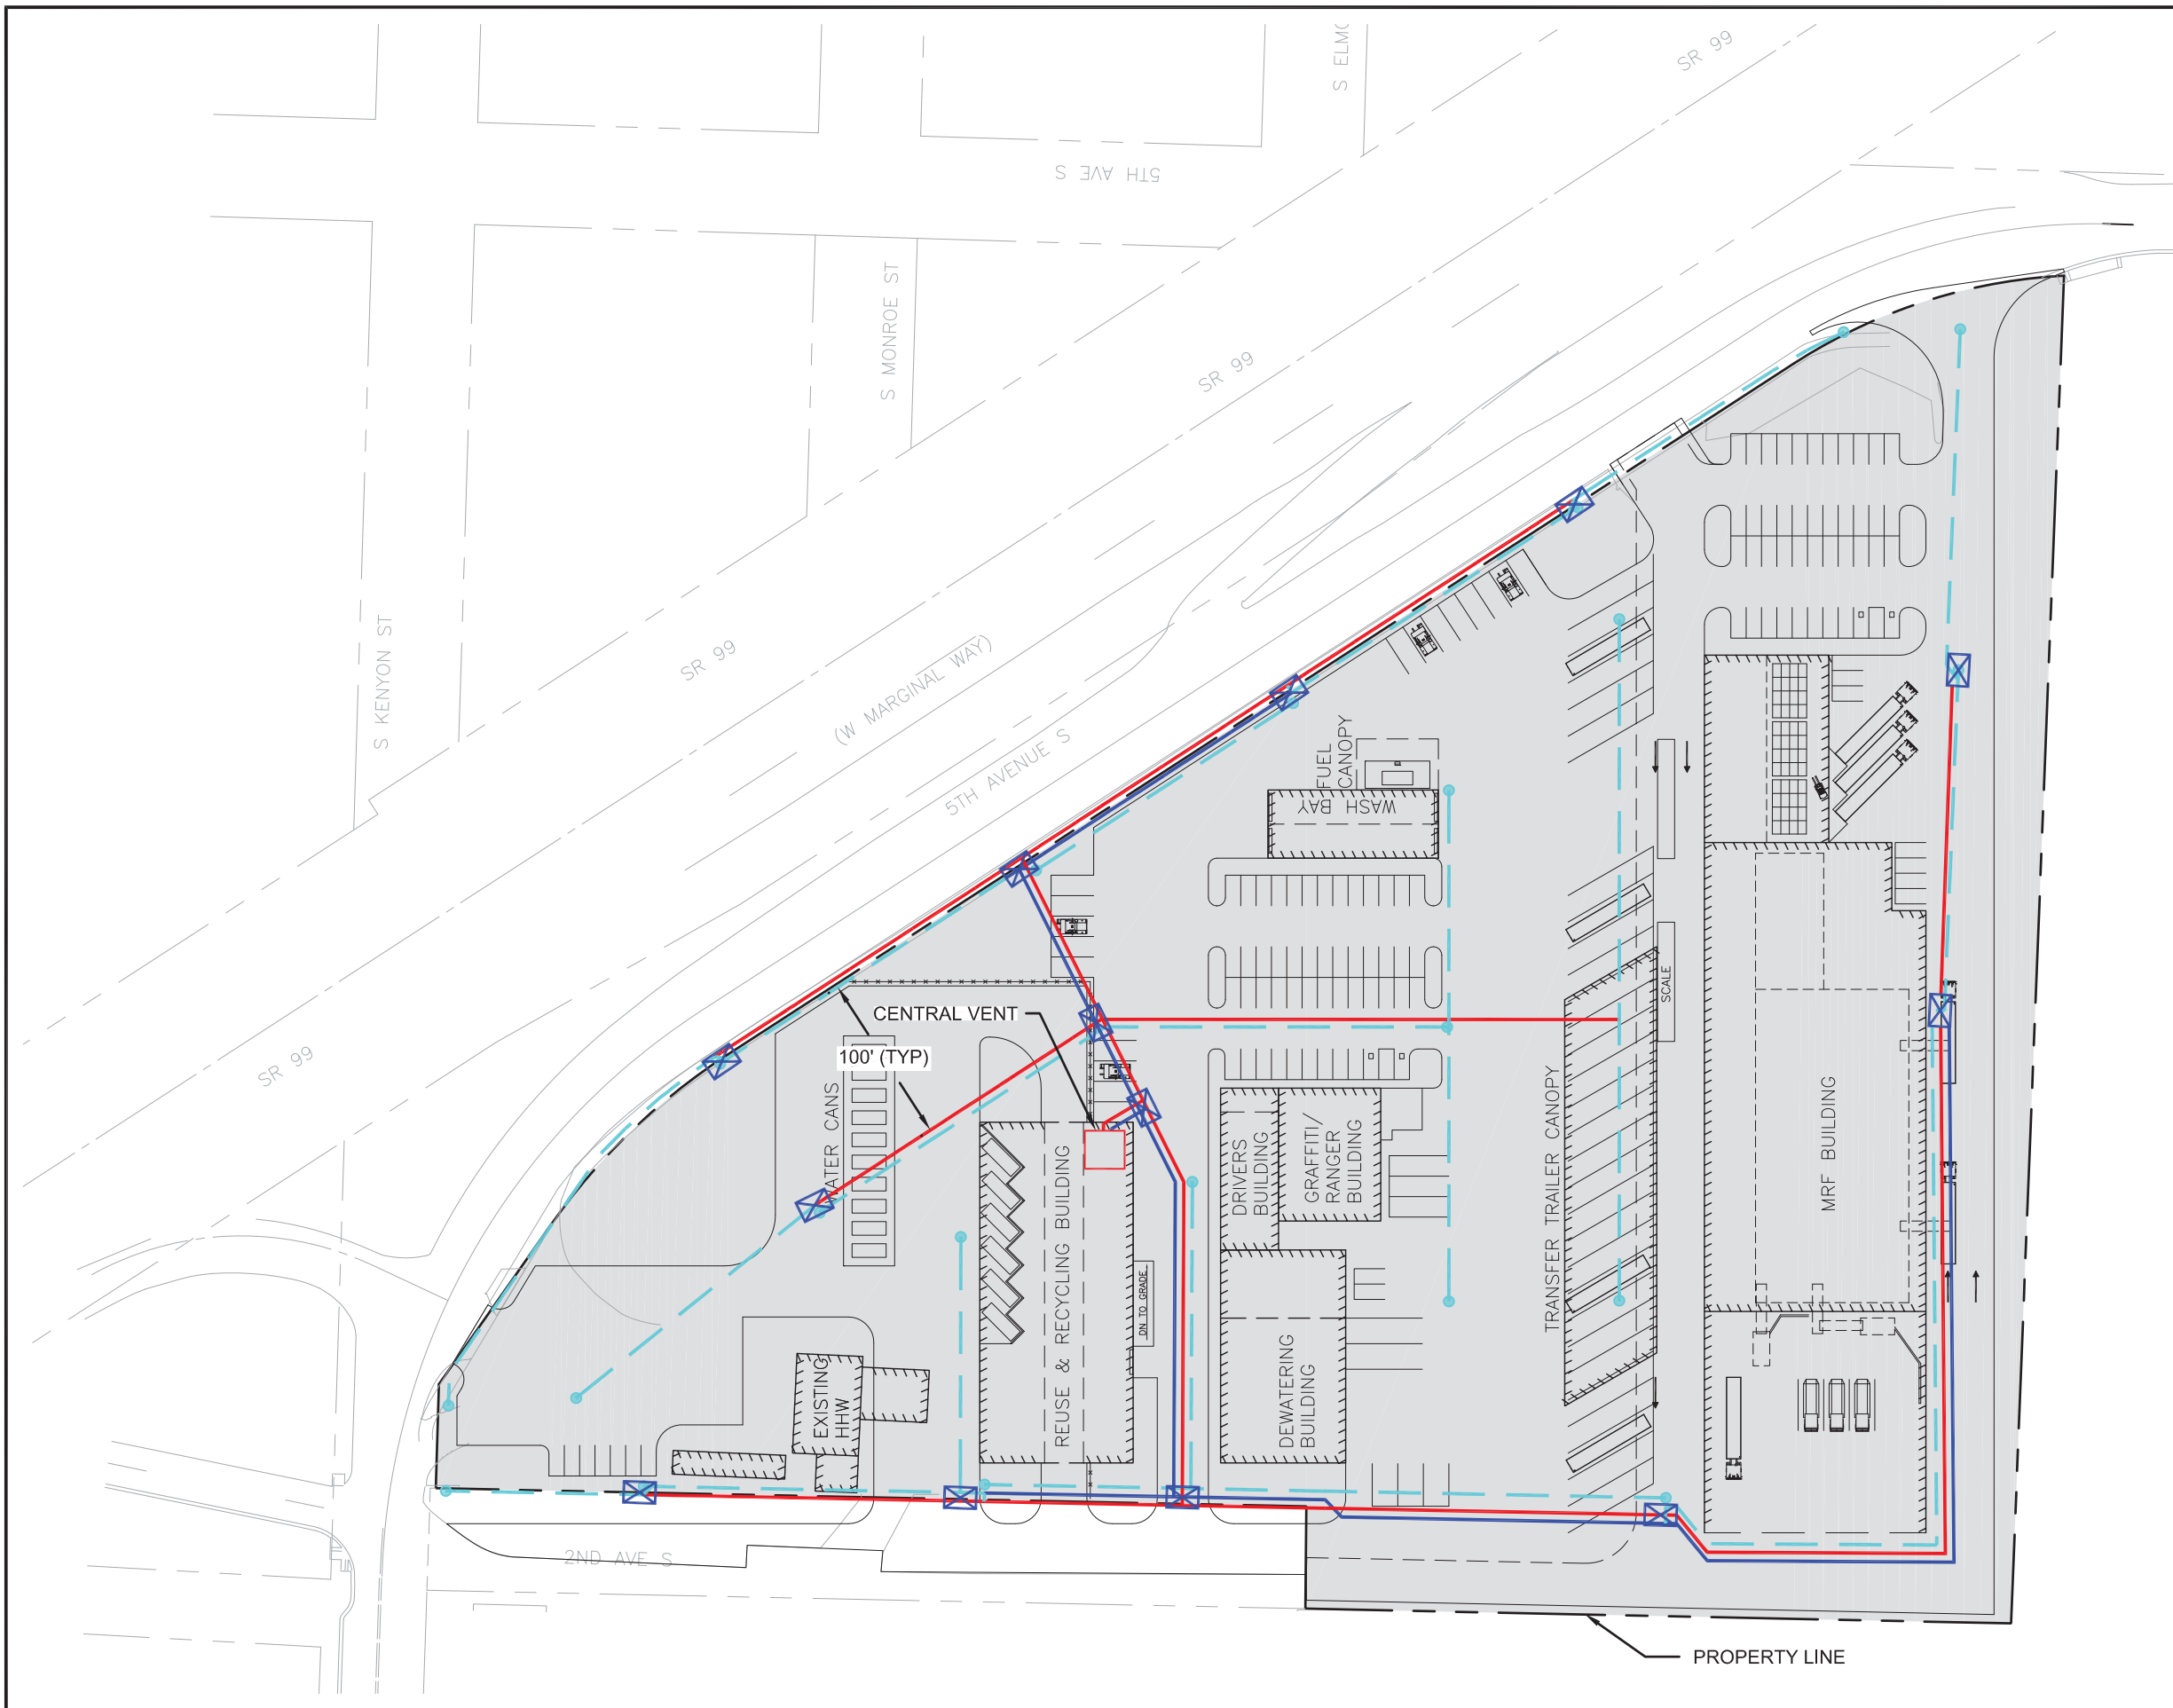 SR 99
S ELMO
5TH AVE S
S MONROE ST
SR 99
S KENYON ST
SR 99
(W MARGINAL WAY)
5TH AVENUE S
FUEL
CANOPY
WASH BAY
SCALE
CENTRAL VENT
100' (TYP)
SR 99
WATER CANS
REUSE & RECYCLING BUILDING
DRIVERS
BUILDING
GRAFFITI/
RANGER
BUILDING
TRANSFER TRAILER CANOPY
MRF BUILDING
DN TO GRADE
EXISTING
HHW
DEWATERING
BUILDING
2ND AVE S
PROPERTY LINE